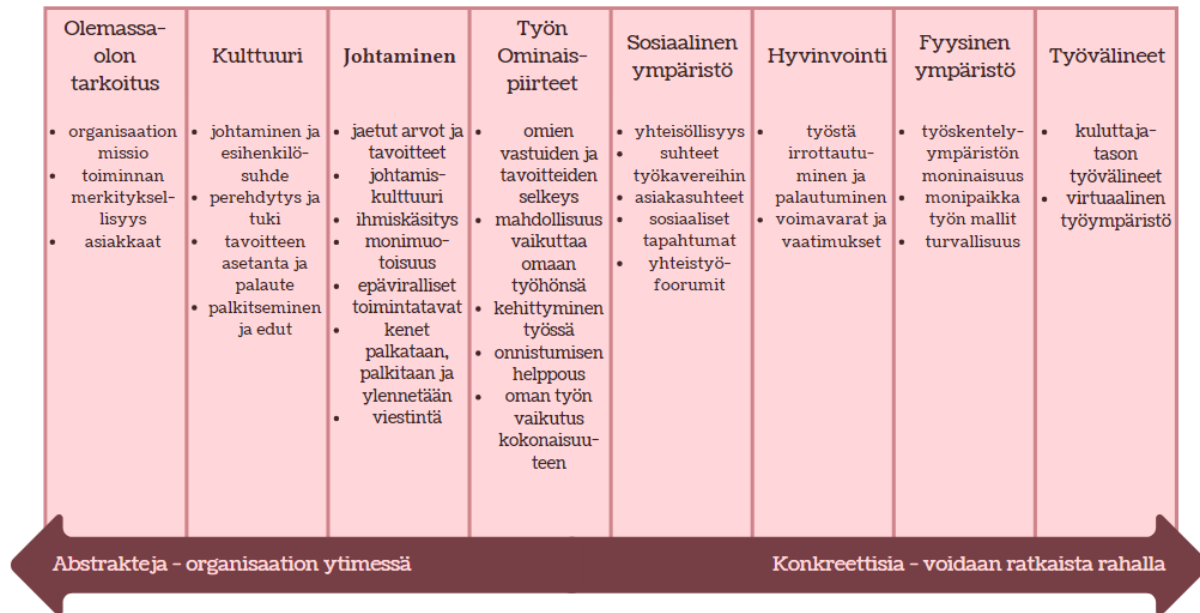 Olemassa-
olon
tarkoitus
• organisaation
missio
• toiminnan
merkityksel-
lisyys
• asiakkaat
Kulttuuri
• johtaminen ja
esihenkilö-
suhde
• perehdytys ja
tuki
• tavoitteen
asetanta ja
palaute
• palkitseminen
ja edut
Johtaminen
• jaetut arvot ja
tavoitteet
• johtamis-
kulttuuri
• ihmiskäsitys
• monimuo-
toisuus
• epäviralliset
toimintatavat
• kenet
palkataan,
palkitaan ja
ylennetään
• viestintä
Työn
Ominais-
piirteet
• omien
vastuiden ja
tavoitteiden
selkeys
• mahdollisuus
vaikuttaa
omaan
työhönsä
• kehittyminen
työssä
• onnistumisen
helppous
• oman työn
vaikutus
kokonaisuu-
teen
Sosiaalinen
ympäristö
• yhteisöllisyys
• suhteet
työkavereihin
• asiakasuhteet
• sosiaaliset
tapahtumat
• yhteistyö-
foorumit
Hyvinvointi
• työstä
irrottautu-
minen ja
palautuminen
• voimavarat ja
vaatimukset
Fyysinen
ympäristö
• työskentely-
ympäristön
moninaisuus
• monipaikka
työn mallit
• turvallisuus
Työvälineet
• kuluttaja-
tason
työvälineet
• virtuaalinen
työympäristö
Abstrakteja - organisaation ytimessä
Konkreettisia - voidaan ratkaista rahalla